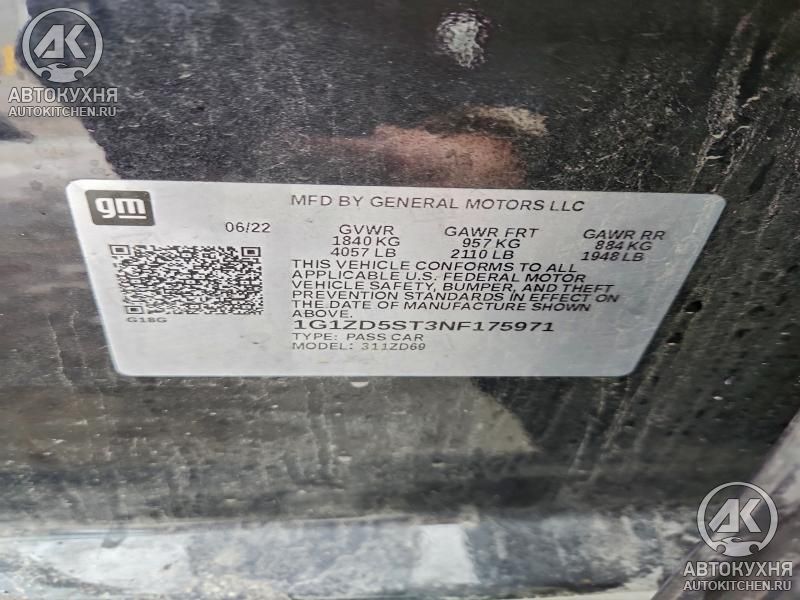 AK
АВТОКУХНЯ
AUTOKITCHEN.RU
gm
MFD BY GENERAL MOTORS LLC
06/22 GVWR GAWR FRT GAWR RR
1840 KG 957 KG 884 KG
4057 LB 2110 LB 1948 LB
THIS VEHICLE CONFORMS TO ALL
APPLICABLE U.S. FEDERAL MOTOR
VEHICLE SAFETY, BUMPER, AND THEFT
PREVENTION STANDARDS IN EFFECT ON
THE DATE OF MANUFACTURE SHOWN
ABOVE.
G18G
1G1ZD5ST3NF175971
TYPE: PASS CAR
MODEL: 311ZD69
AK
АВТОКУХНЯ
AUTOKITCHEN.RU